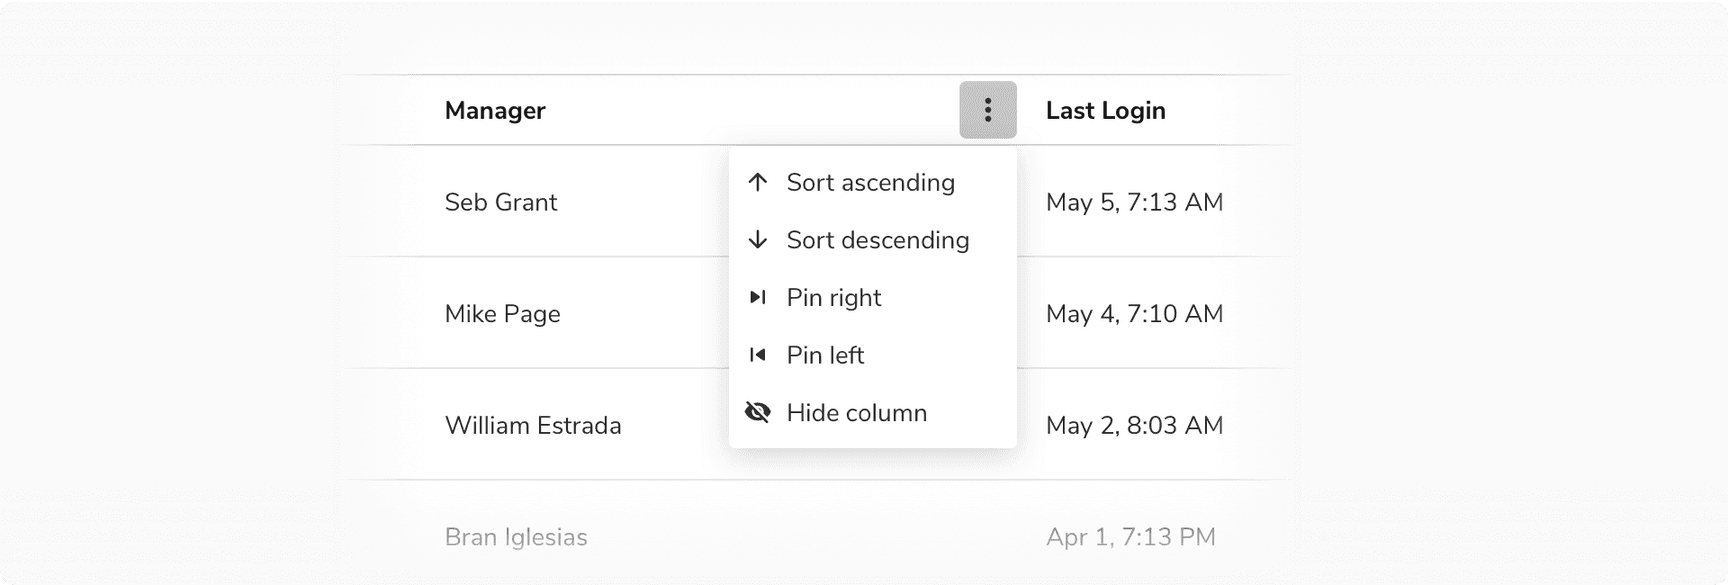 Manager
Last Login
Sort ascending
Seb Grant
May 5, 7:13 AM
Sort descending
Pin right
Mike Page
May 4, 7:10 AM
Pin left
Hide column
William Estrada
May 2, 8:03 AM
Bran Iglesias
Apr 1, 7:13 PM